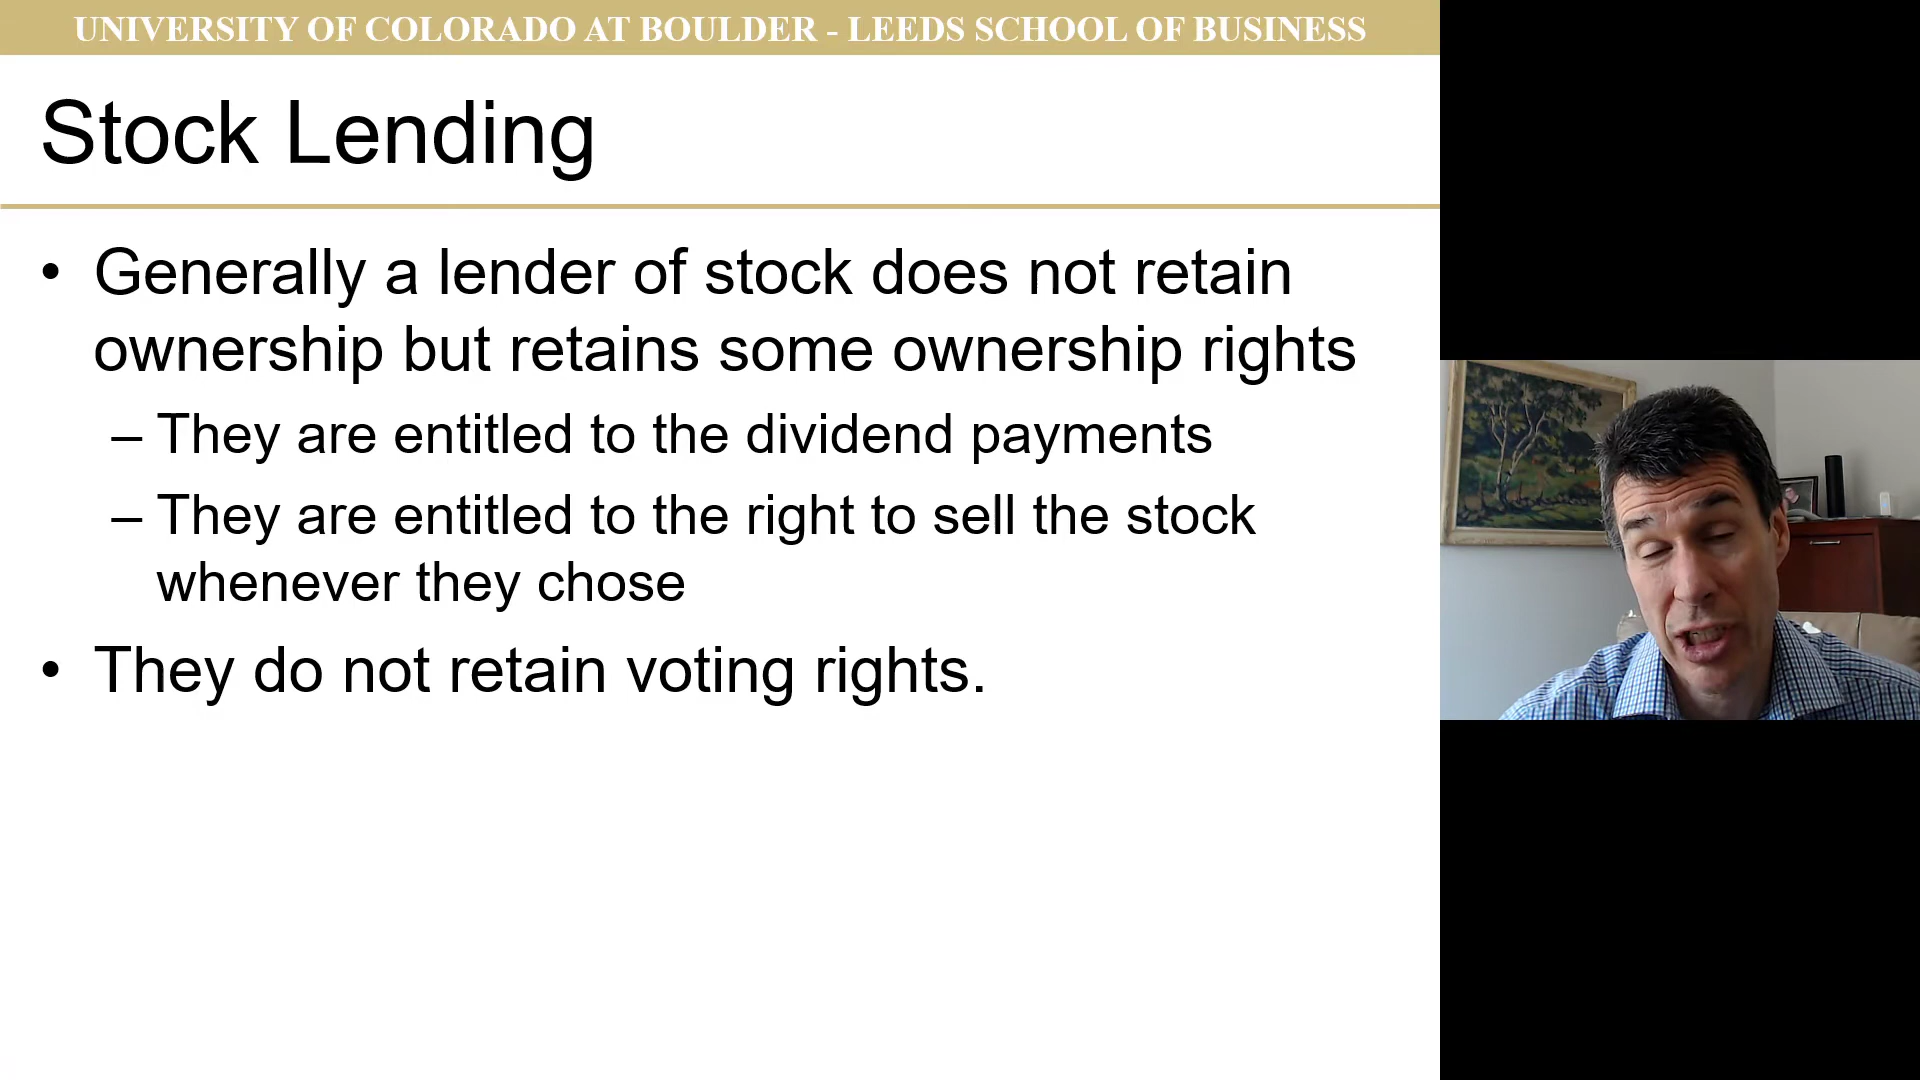 UNIVERSITY OF COLORADO AT BOULDER - LEEDS SCHOOL OF BUSINESS
Stock Lending
• Generally a lender of stock does not retain
ownership but retains some ownership rights
– They are entitled to the dividend payments
– They are entitled to the right to sell the stock
whenever they chose
• They do not retain voting rights.